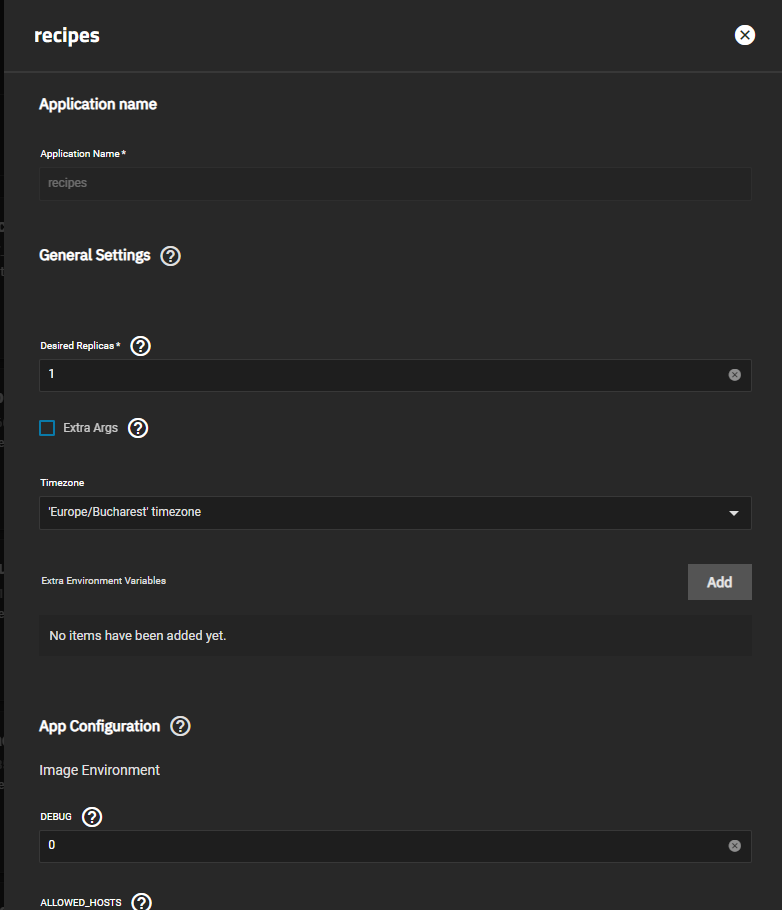 recipes
Application name
Application Name *
recipes
General Settings
Desired Replicas *
1
Extra Args
Timezone
'Europe/Bucharest' timezone
Extra Environment Variables
Add
No items have been added yet.
App Configuration
Image Environment
DEBUG
0
ALLOWED_HOSTS